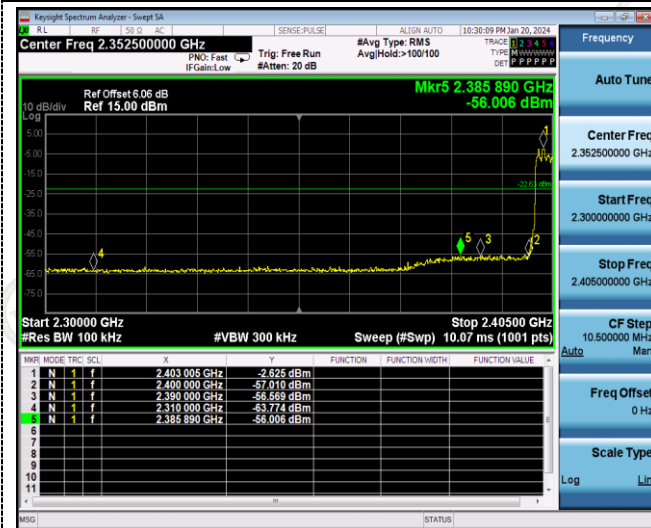 Keysight Spectrum Analyzer - Swept SA
RL RF 50 Ω AC SENSE:PULSE ALIGN AUTO 10:30:09 PM Jan 20, 2024
Center Freq 2.352500000 GHz
PNO: Fast
IFGain:Low
Trig: Free Run
#Atten: 20 dB
#Avg Type: RMS
Avg|Hold:>100/100
TRACE 1 2 3 4 5 6
TYPE M WWWWW
DET P P P P P P
Ref Offset 6.06 dB
Ref 15.00 dBm
10 dB/div
Log
Mkr5 2.385 890 GHz
-56.006 dBm
5.00
-5.00
-15.0
-25.0
-35.0
-45.0
-55.0
-65.0
-75.0
-22.63 dBm
1
2
3
4
5
Start 2.30000 GHz Stop 2.40500 GHz
#Res BW 100 kHz #VBW 300 kHz Sweep (#Swp) 10.07 ms (1001 pts)
MKR MODE TRC SCL X Y FUNCTION FUNCTION WIDTH FUNCTION VALUE
1 N 1 f 2.403 005 GHz -2.625 dBm
2 N 1 f 2.400 000 GHz -57.010 dBm
3 N 1 f 2.390 000 GHz -56.569 dBm
4 N 1 f 2.310 000 GHz -63.774 dBm
5 N 1 f 2.385 890 GHz -56.006 dBm
6
7
8
9
10
11
MSG STATUS
Frequency
Auto Tune
Center Freq
2.352500000 GHz
Start Freq
2.300000000 GHz
Stop Freq
2.405000000 GHz
CF Step
10.500000 MHz
Auto Man
Freq Offset
0 Hz
Scale Type
Log Lin